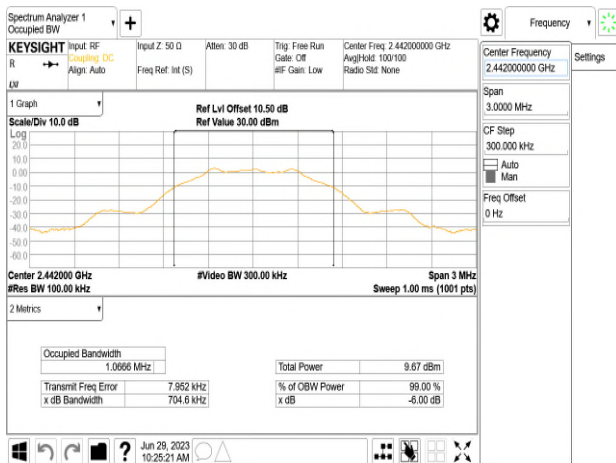 Spectrum Analyzer 1
Occupied BW
Frequency
KEYSIGHT
R
Input: RF
Coupling: DC
Align: Auto
Input Z: 50 Ω
Freq Ref: Int (S)
Atten: 30 dB
Trig: Free Run
Gate: Off
#IF Gain: Low
Center Freq: 2.442000000 GHz
Avg|Hold: 100/100
Radio Std: None
Center Frequency
2.442000000 GHz
Settings
Span
3.0000 MHz
CF Step
300.000 kHz
Auto
Man
Freq Offset
0 Hz
1 Graph
Scale/Div 10.0 dB
Ref Lvl Offset 10.50 dB
Ref Value 30.00 dBm
Log
20.0
10.0
0.00
-10.0
-20.0
-30.0
-40.0
-50.0
-60.0
Center 2.442000 GHz
#Video BW 300.00 kHz
Span 3 MHz
#Res BW 100.00 kHz
Sweep 1.00 ms (1001 pts)
2 Metrics
Occupied Bandwidth
1.0666 MHz
Total Power 9.67 dBm
Transmit Freq Error 7.952 kHz
% of OBW Power 99.00 %
x dB Bandwidth 704.6 kHz
x dB -6.00 dB
?
Jun 29, 2023
10:25:21 AM